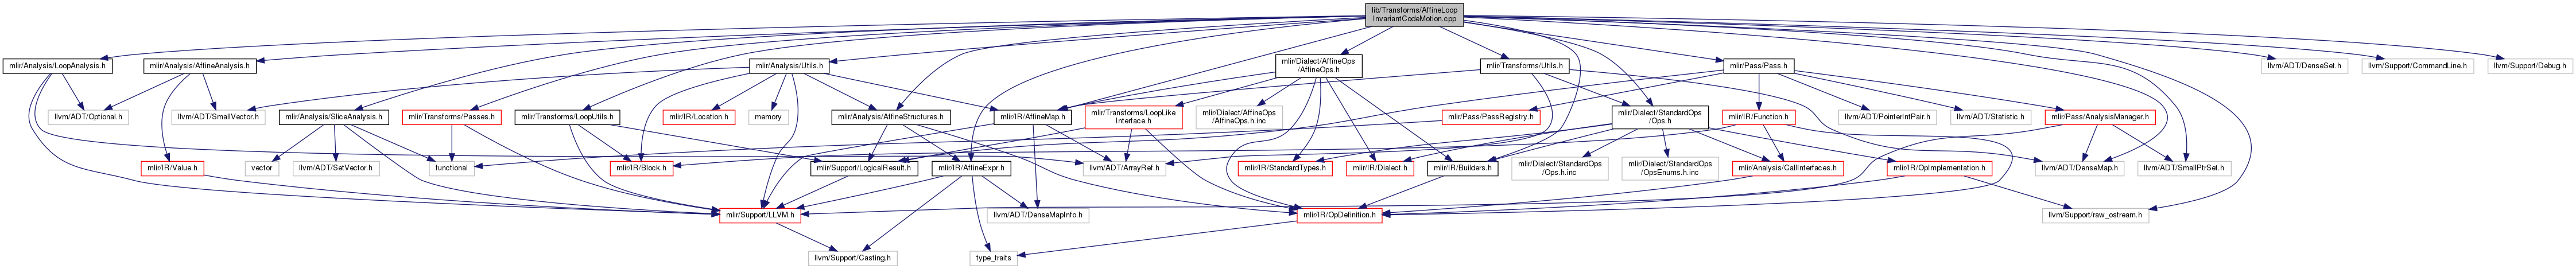 lib/Transforms/AffineLoop
InvariantCodeMotion.cpp
mlir/Analysis/LoopAnalysis.h
mlir/Analysis/AffineAnalysis.h
mlir/Analysis/Utils.h
mlir/Dialect/AffineOps
/AffineOps.h
mlir/Transforms/Utils.h
mlir/Pass/Pass.h
llvm/ADT/DenseSet.h
llvm/Support/CommandLine.h
llvm/Support/Debug.h
llvm/ADT/Optional.h
llvm/ADT/SmallVector.h
mlir/Analysis/SliceAnalysis.h
mlir/Transforms/Passes.h
mlir/Transforms/LoopUtils.h
mlir/IR/Location.h
memory
mlir/Analysis/AffineStructures.h
mlir/IR/AffineMap.h
mlir/Transforms/LoopLike
Interface.h
mlir/Dialect/AffineOps
/AffineOps.h.inc
mlir/Pass/PassRegistry.h
mlir/Dialect/StandardOps
/Ops.h
mlir/IR/Function.h
llvm/ADT/PointerIntPair.h
llvm/ADT/Statistic.h
mlir/Pass/AnalysisManager.h
mlir/IR/Value.h
vector
llvm/ADT/SetVector.h
functional
mlir/IR/Block.h
mlir/Support/LogicalResult.h
mlir/IR/AffineExpr.h
llvm/ADT/ArrayRef.h
mlir/IR/StandardTypes.h
mlir/IR/Dialect.h
mlir/IR/Builders.h
mlir/Dialect/StandardOps
/Ops.h.inc
mlir/Dialect/StandardOps
/OpsEnums.h.inc
mlir/Analysis/CallInterfaces.h
mlir/IR/OpImplementation.h
llvm/ADT/DenseMap.h
llvm/ADT/SmallPtrSet.h
mlir/Support/LLVM.h
llvm/ADT/DenseMapInfo.h
mlir/IR/OpDefinition.h
llvm/Support/raw_ostream.h
llvm/Support/Casting.h
type_traits